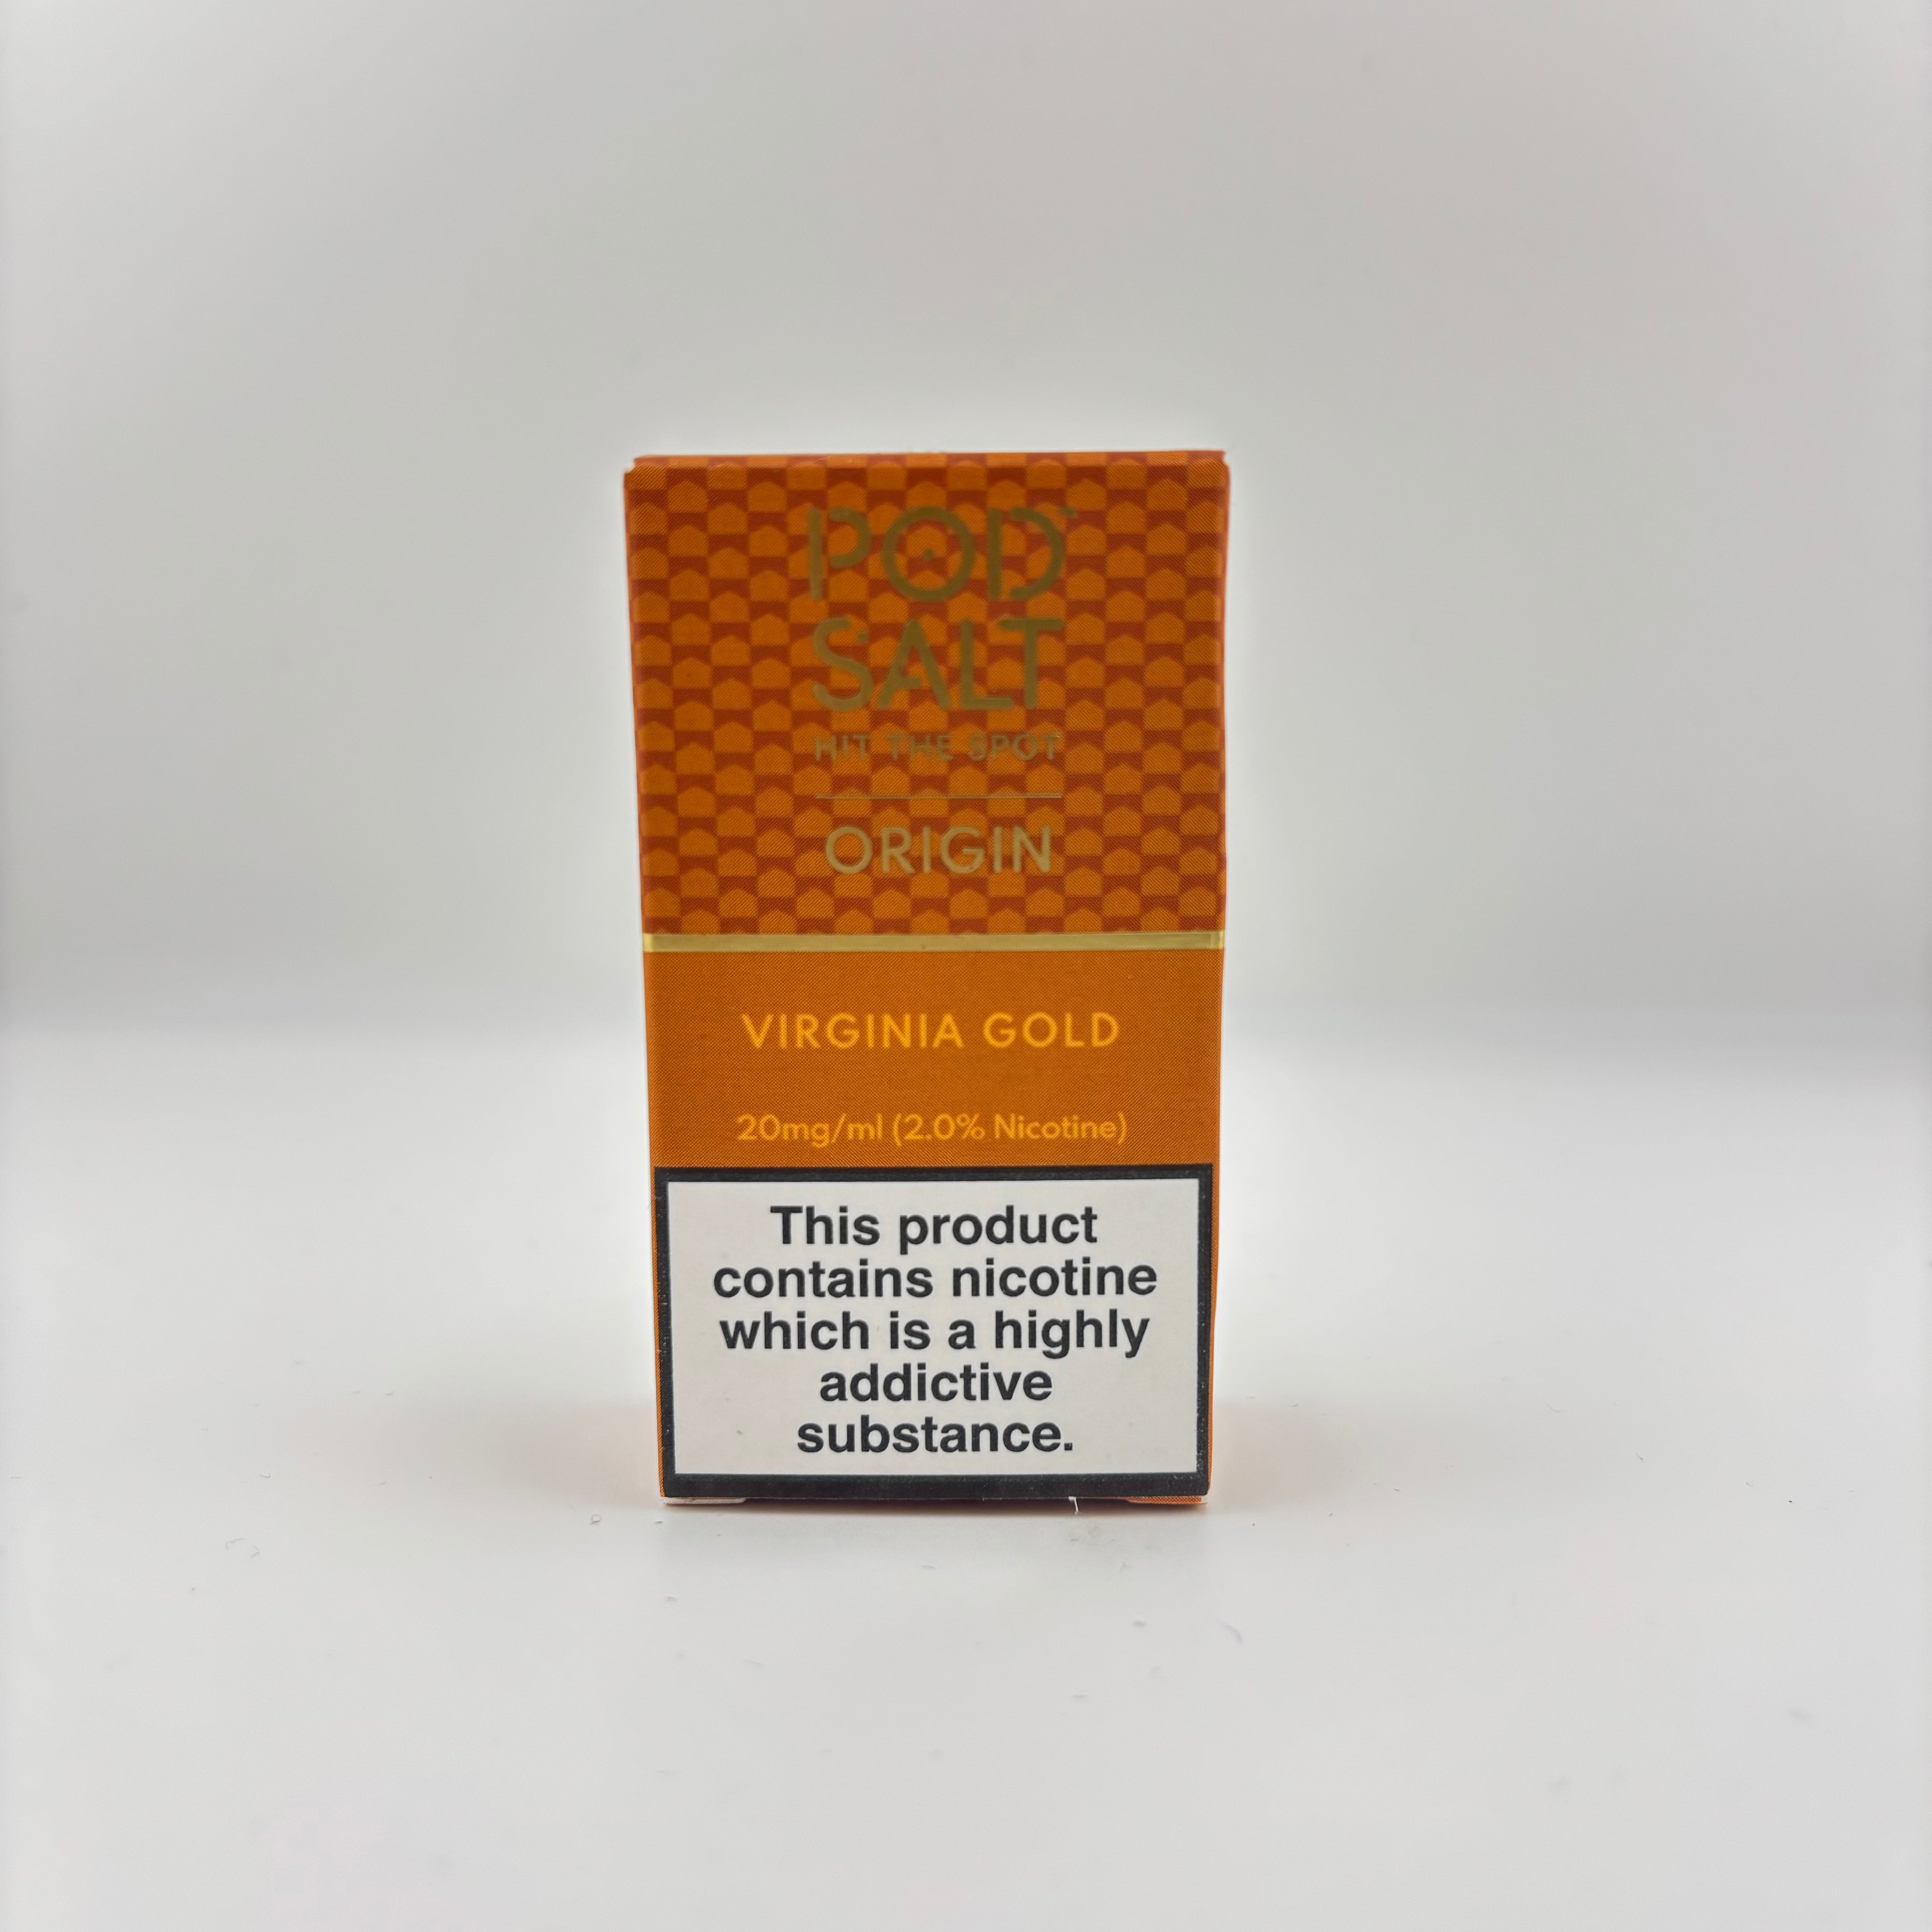 POD™
SALT
HIT THE SPOT
ORIGIN
VIRGINIA GOLD
20mg/ml (2.0% Nicotine)
This product
contains nicotine
which is a highly
addictive
substance.